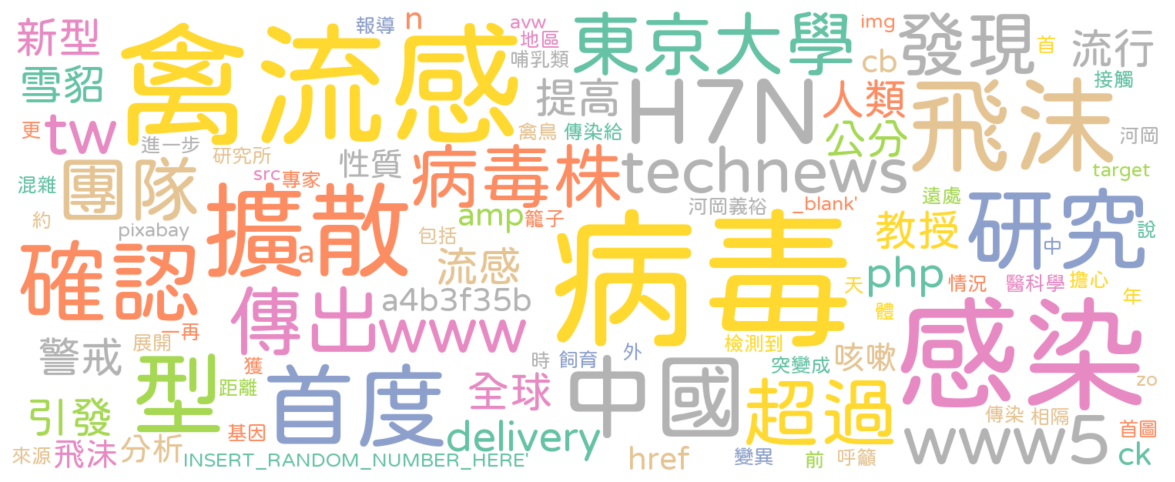 新型
禽流感
報導
n
avw
地區
哺乳類
東京大學
img
cb
發現
首
流行
接觸
雪貂
tw
更
進一步
研究所
禽鳥
傳染給
提高
H7N
人類
公分
飛沫
河岡
target
混雜
約
團隊
pixabay
src
專家
性質
病毒株
technews
河岡義裕
_blank'
amp
籠子
遠處
教授
研究
中
說
確認
擴散
a
包括
流感
a4b3f35b
病毒
php
情況
醫科學
擔心
年
天
體
一再
展開
傳出
www
警戒
獲
時
飼育
外
檢測到
突變成
咳嗽
感染
zo
型
距離
首度
全球
中國
超過
傳染
相隔
首圖
引發
基因
delivery
www5
ck
來源
飛沫
分析
INSERT_RANDOM_NUMBER_HERE'
href
變異
前
呼籲